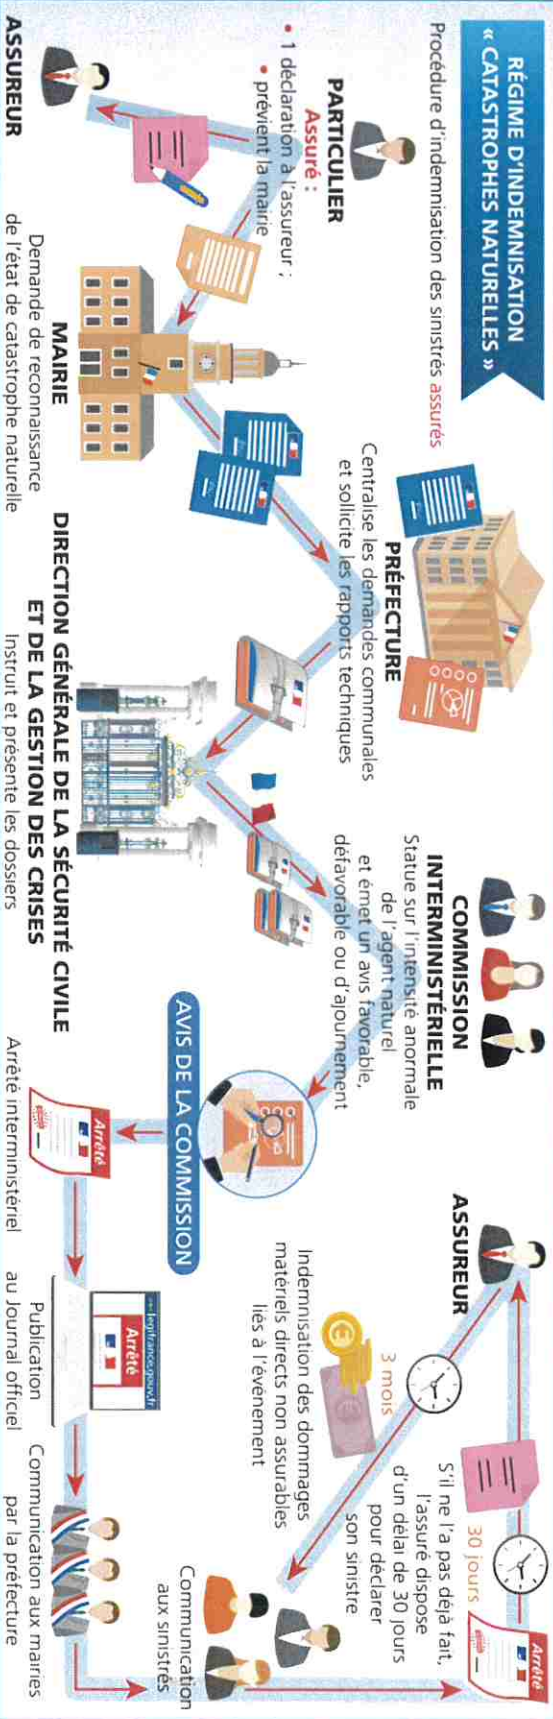 RÉGIME D'INDEMNISATION
« CATASTROPHES NATURELLES »
Procédure d'indemnisation des sinistrés assurés
PARTICULIER
Assuré :
• 1 déclaration à l'assureur ;
• prévient la mairie
ASSUREUR
MAIRIE
Demande de reconnaissance
de l'état de catastrophe naturelle
PRÉFECTURE
Centralise les demandes communales
et sollicite les rapports techniques
DIRECTION GÉNÉRALE DE LA SÉCURITÉ CIVILE
ET DE LA GESTION DES CRISES
Instruit et présente les dossiers
COMMISSION
INTERMINISTÉRIELLE
Statue sur l'intensité anormale
de l'agent naturel
et émet un avis favorable,
défavorable ou d'ajournement
AVIS DE LA COMMISSION
Arrêté
Arrêté interministériel
legifrance.gouv.fr
Arrêté
Publication
au Journal officiel
Communication aux mairies
par la préfecture
Communication
aux sinistrés
Arrêté
30 jours
S'il ne l'a pas déjà fait,
l'assuré dispose
d'un délai de 30 jours
pour déclarer
son sinistre
ASSUREUR
3 mois
Indemnisation des dommages
matériels directs non assurables
liés à l'événement